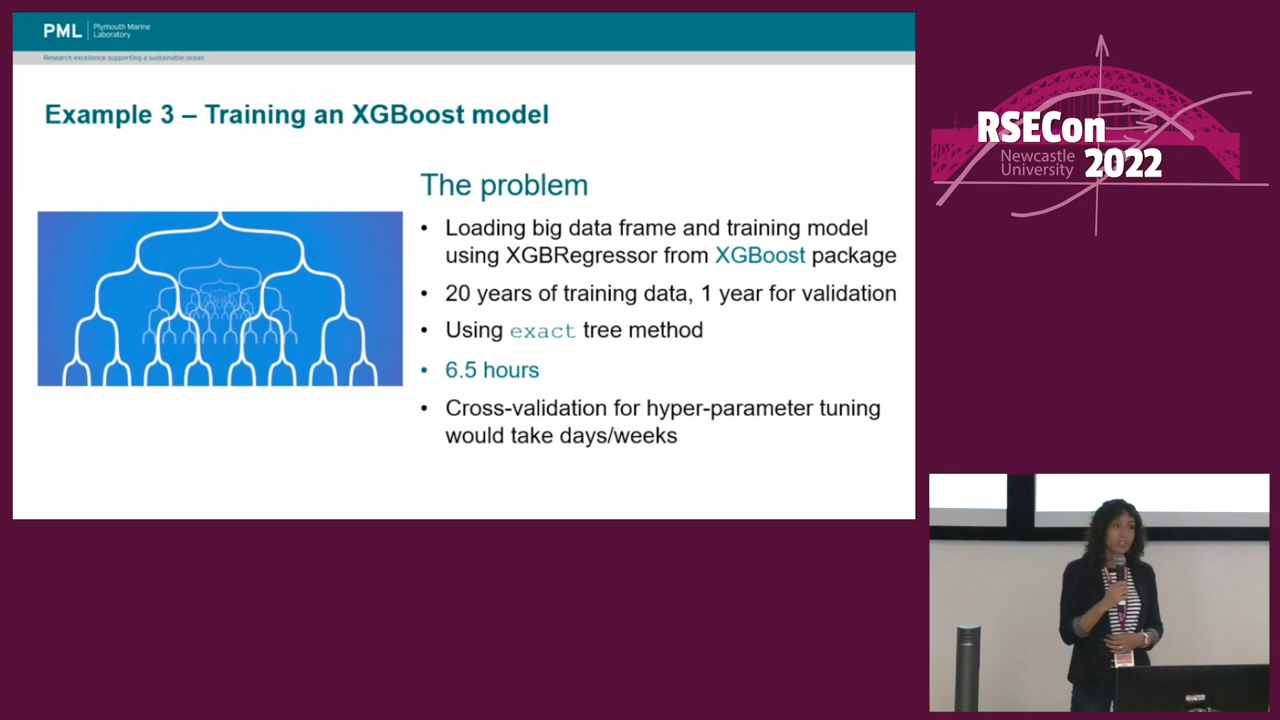 PML
Plymouth Marine
Laboratory
Research excellence supporting a sustainable ocean
Example 3 – Training an XGBoost model
The problem
• Loading big data frame and training model
using XGBRegressor from XGBoost package
• 20 years of training data, 1 year for validation
• Using exact tree method
• 6.5 hours
• Cross-validation for hyper-parameter tuning
would take days/weeks
RSECon
Newcastle
University
2022